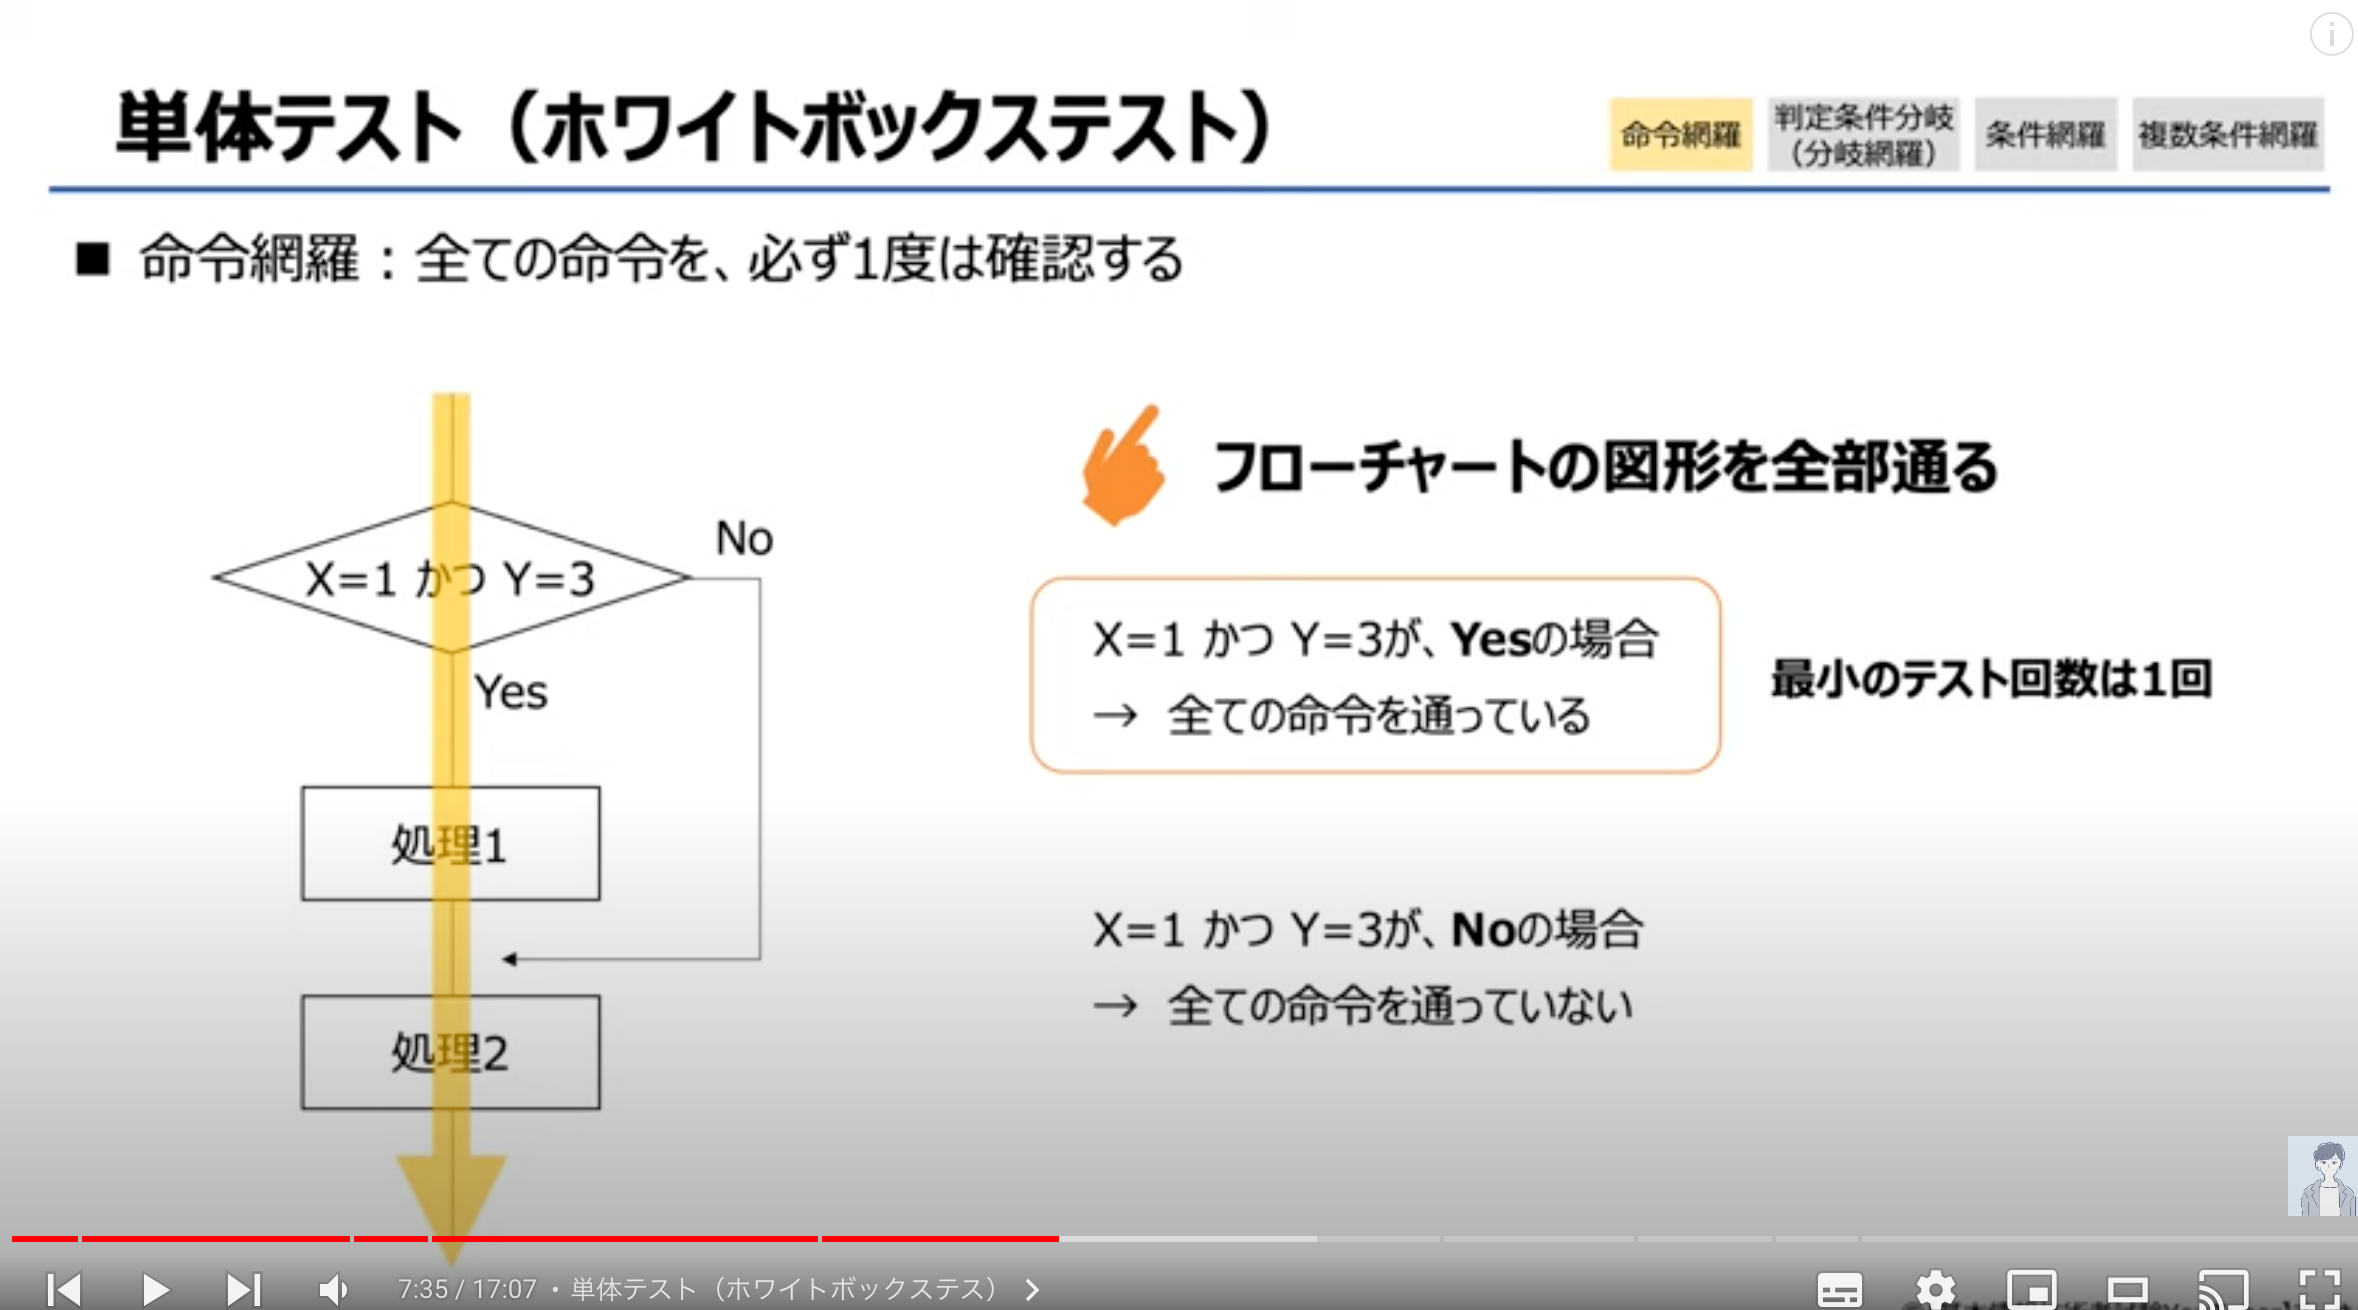 単体テスト（ホワイトボックステスト）
命令網羅
判定条件分岐
（分岐網羅）
条件網羅
複数条件網羅
■ 命令網羅：全ての命令を、必ず1度は確認する
フローチャートの図形を全部通る
X=1 かつ Y=3
No
Yes
処理1
処理2
X=1 かつ Y=3が、Yesの場合
→ 全ての命令を通っている
最小のテスト回数は1回
X=1 かつ Y=3が、Noの場合
→ 全ての命令を通っていない
7:35 / 17:07 ・ 単体テスト（ホワイトボックステス）